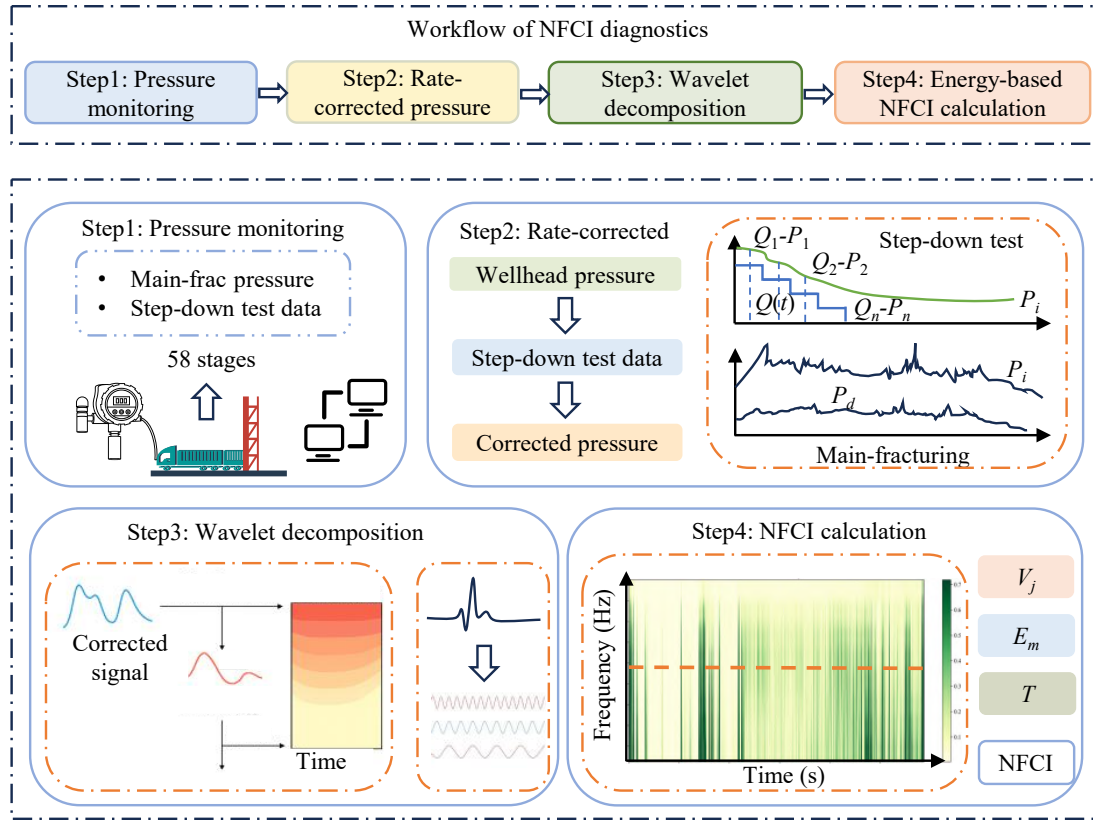 Workflow of NFCI diagnostics
Step1: Pressure
monitoring
Step2: Rate-
corrected pressure
Step3: Wavelet
decomposition
Step4: Energy-based
NFCI calculation
Step1: Pressure monitoring
• Main-frac pressure
• Step-down test data
58 stages
Step2: Rate-corrected
Wellhead pressure
Step-down test data
Corrected pressure
Step-down test
Q1-P1
Q2-P2
Q(t)
Qn-Pn
Pi
Pi
Pd
Main-fracturing
Step3: Wavelet decomposition
Corrected
signal
Time
Step4: NFCI calculation
Frequency (Hz)
Time (s)
Vj
Em
T
NFCI